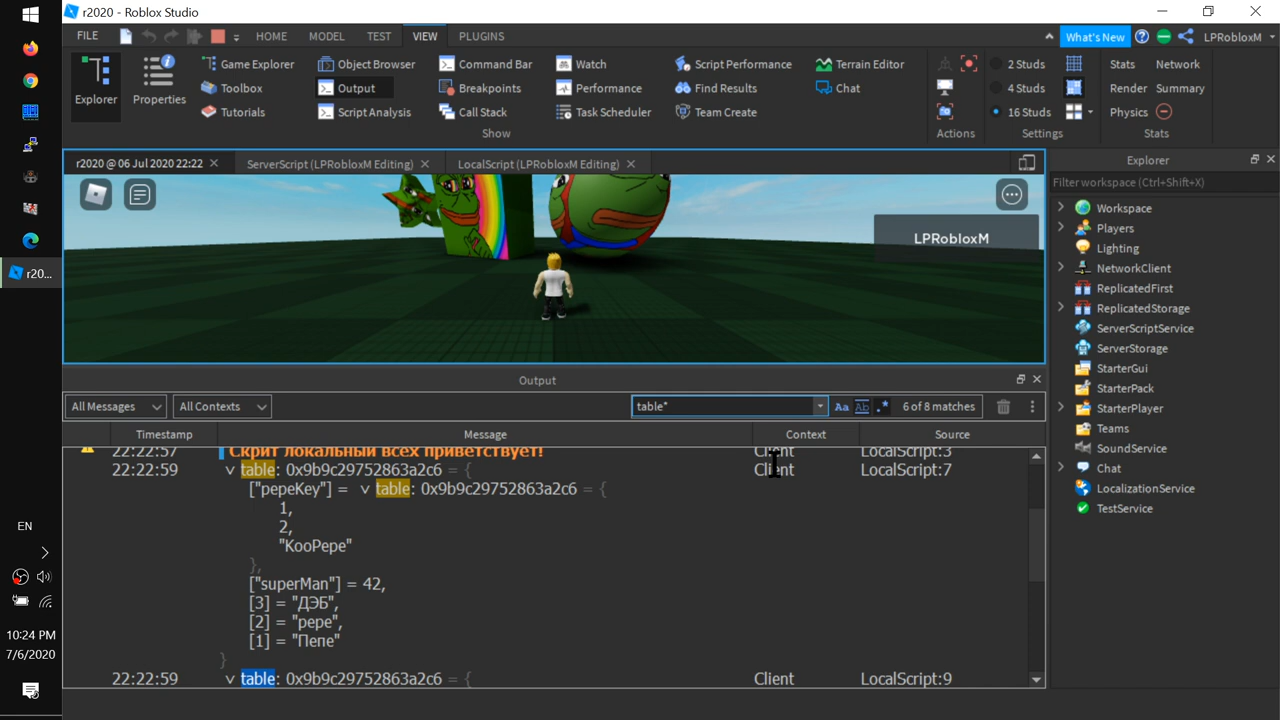 r2020 - Roblox Studio
FILE HOME MODEL TEST VIEW PLUGINS What's New LPRobloxM
Explorer
Properties
Game Explorer
Toolbox
Tutorials
Object Browser
Output
Script Analysis
Command Bar
Breakpoints
Call Stack
Watch
Performance
Task Scheduler
Script Performance
Find Results
Team Create
Terrain Editor
Chat
Show
Actions
2 Studs
4 Studs
16 Studs
Settings
Stats Network
Render Summary
Physics
Stats
r2020 @ 06 Jul 2020 22:22
ServerScript (LPRobloxM Editing)
LocalScript (LPRobloxM Editing)
LPRobloxM
Output
All Messages All Contexts table* Aa Ab .* 6 of 8 matches
Timestamp Message Context Source
22:22:57 Скрит локальный всех приветствует! Client LocalScript:3
22:22:59 table: 0x9b9c29752863a2c6 = { Client LocalScript:7
["pepeKey"] = table: 0x9b9c29752863a2c6 = {
1,
2,
"KooPepe"
},
["superMan"] = 42,
[3] = "ДЭБ",
[2] = "pepe",
[1] = "Пепе"
}
22:22:59 table: 0x9b9c29752863a2c6 = { Client LocalScript:9
Explorer
Filter workspace (Ctrl+Shift+X)
Workspace
Players
Lighting
NetworkClient
ReplicatedFirst
ReplicatedStorage
ServerScriptService
ServerStorage
StarterGui
StarterPack
StarterPlayer
Teams
SoundService
Chat
LocalizationService
TestService
r20...
EN
10:24 PM
7/6/2020